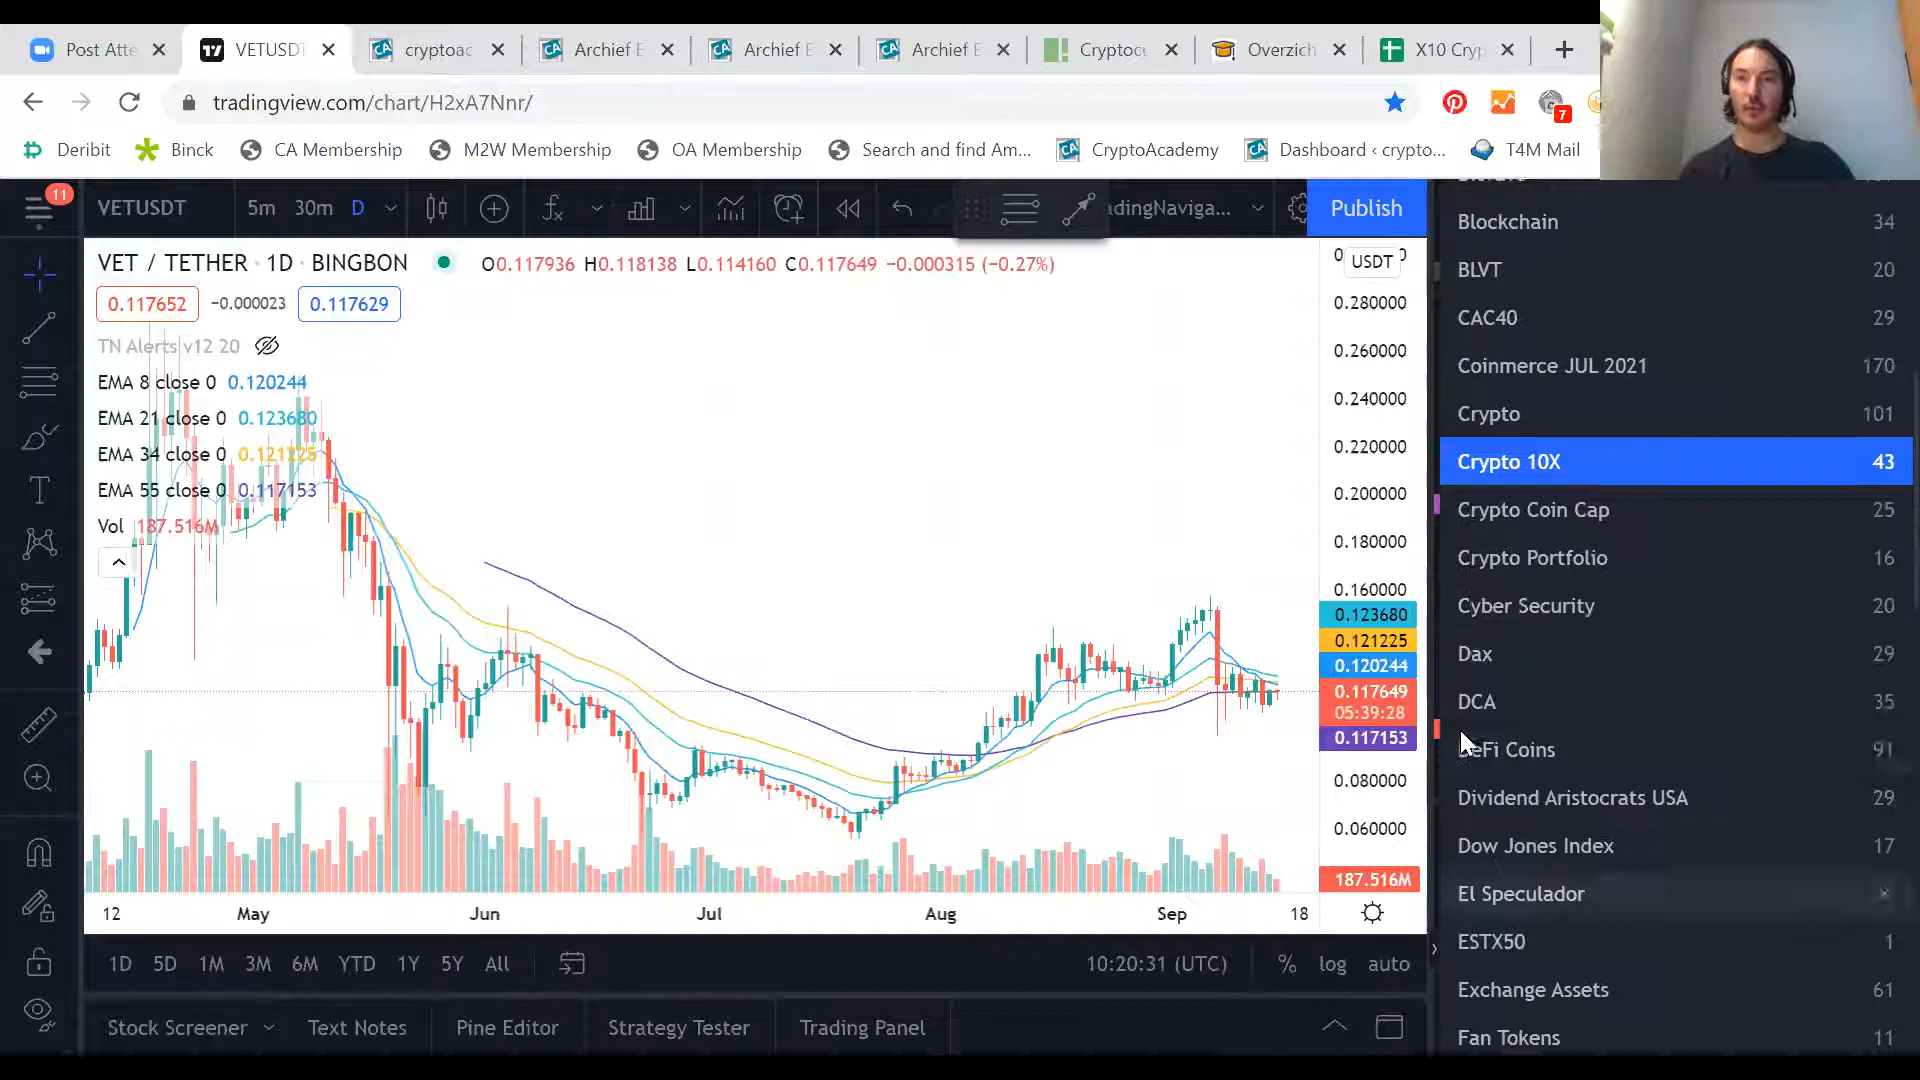 Post Atte
VETUSDT
cryptoac
Archief E
Archief E
Archief E
Cryptocu
Overzich
X10 Cryp
tradingview.com/chart/H2xA7Nnr/
7
Deribit
Binck
CA Membership
M2W Membership
OA Membership
Search and find Am...
CryptoAcademy
Dashboard ‹ crypto...
T4M Mail
11
VETUSDT
5m
30m
D
adingNaviga...
Publish
VET / TETHER · 1D · BINGBON
O0.117936 H0.118138 L0.114160 C0.117649 −0.000315 (−0.27%)
0.117652
−0.000023
0.117629
TN Alerts v12 20
EMA 8 close 0 0.120244
EMA 21 close 0 0.123680
EMA 34 close 0 0.121225
EMA 55 close 0 0.117153
Vol 187.516M
USDT
0.280000
0.260000
0.240000
0.220000
0.200000
0.180000
0.160000
0.123680
0.121225
0.120244
0.117649
05:39:28
0.117153
0.080000
0.060000
187.516M
12
May
Jun
Jul
Aug
Sep
18
1D
5D
1M
3M
6M
YTD
1Y
5Y
All
10:20:31 (UTC)
%
log
auto
Stock Screener
Text Notes
Pine Editor
Strategy Tester
Trading Panel
Blockchain 34
BLVT 20
CAC40 29
Coinmerce JUL 2021 170
Crypto 101
Crypto 10X 43
Crypto Coin Cap 25
Crypto Portfolio 16
Cyber Security 20
Dax 29
DCA 35
eFi Coins 91
Dividend Aristocrats USA 29
Dow Jones Index 17
El Speculador
ESTX50 1
Exchange Assets 61
Fan Tokens 11